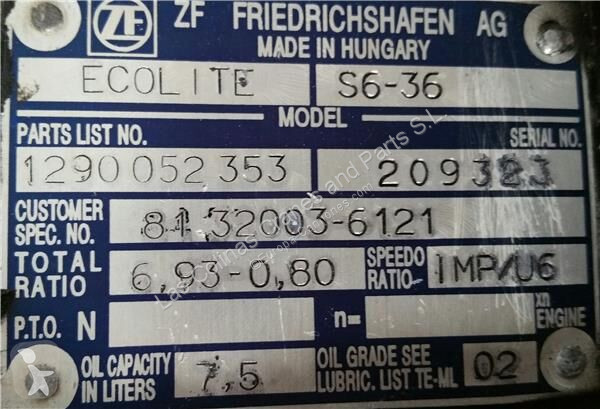 ZF ZF FRIEDRICHSHAFEN AG
MADE IN HUNGARY
ECOLITE S6-36
MODEL
PARTS LIST NO. SERIAL NO.
1290 052 353 209383
CUSTOMER SPEC. NO. 81.32003-6121
TOTAL RATIO 6,93-0,80 SPEEDO RATIO IMP/U6
P.T.O. N n= xn ENGINE
OIL CAPACITY IN LITERS 7,5 OIL GRADE SEE LUBRIC. LIST TE-ML 02